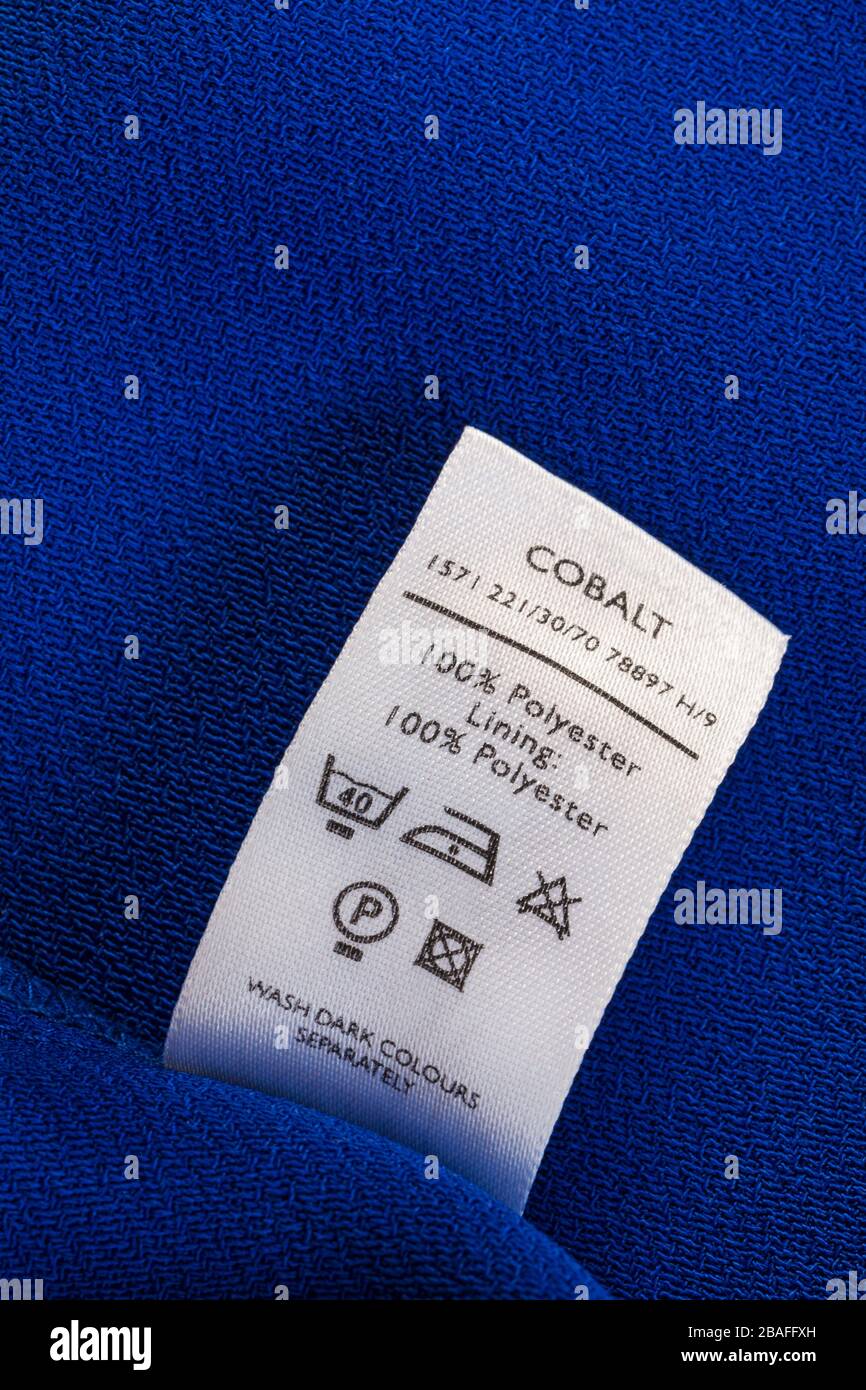 COBALT
1571 221/30/70 78897 H/9
100% Polyester
Lining:
100% Polyester
40
P
WASH DARK COLOURS
SEPARATELY
alamy
alamy
a
a
a
a
a
a
a
alamy
Image ID: 2BAFFXH
www.alamy.com